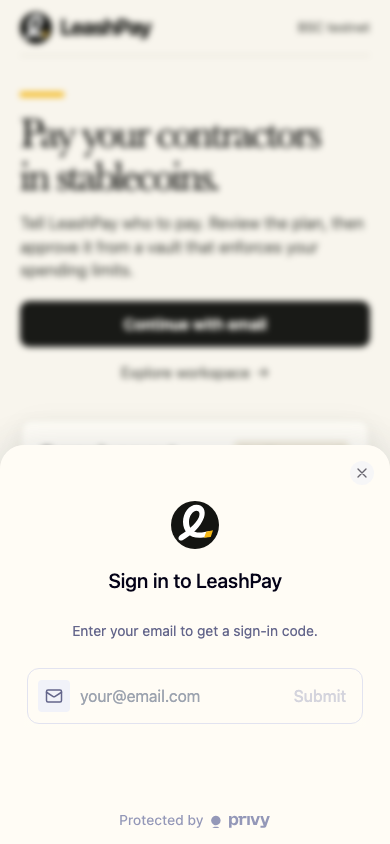 LeashPay
BSC testnet
Pay your contractors
in stablecoins.
Tell LeashPay who to pay. Review the plan, then
approve it from a vault that enforces your
spending limits.
Continue with email
Explore workspace →
Sign in to LeashPay
Enter your email to get a sign-in code.
your@email.com
Submit
Protected by privy